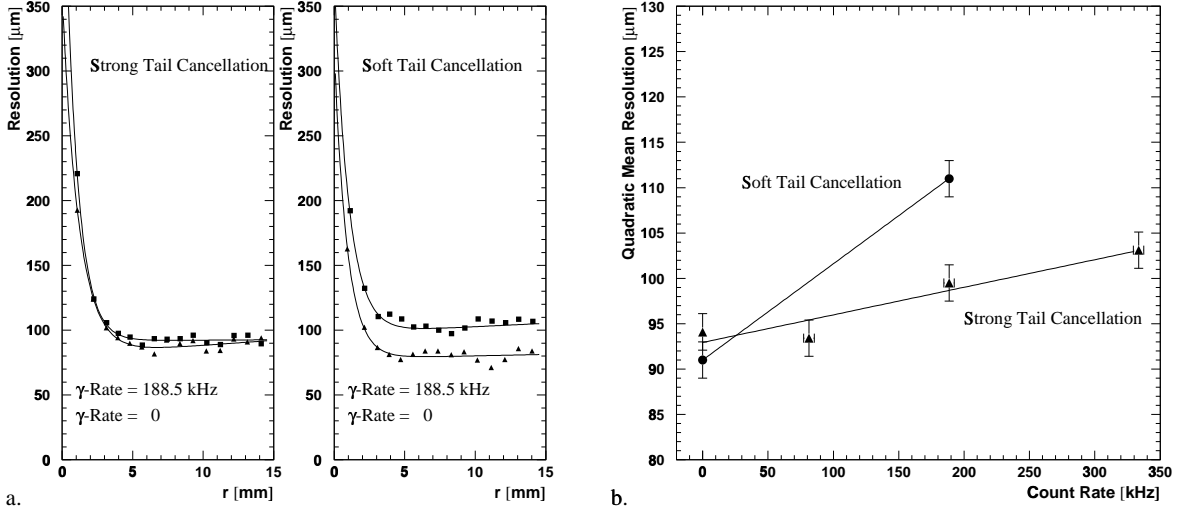 Resolution [μm]
Strong Tail Cancellation
350
300
250
200
150
100
50
0
γ-Rate = 188.5 kHz
γ-Rate = 0
0 5 10 15
r [mm]
a.
Resolution [μm]
Soft Tail Cancellation
350
300
250
200
150
100
50
0
γ-Rate = 188.5 kHz
γ-Rate = 0
0 5 10 15
r [mm]
Quadratic Mean Resolution [μm]
130
125
120
115
110
105
100
95
90
85
80
Soft Tail Cancellation
Strong Tail Cancellation
0 50 100 150 200 250 300 350
Count Rate [kHz]
b.